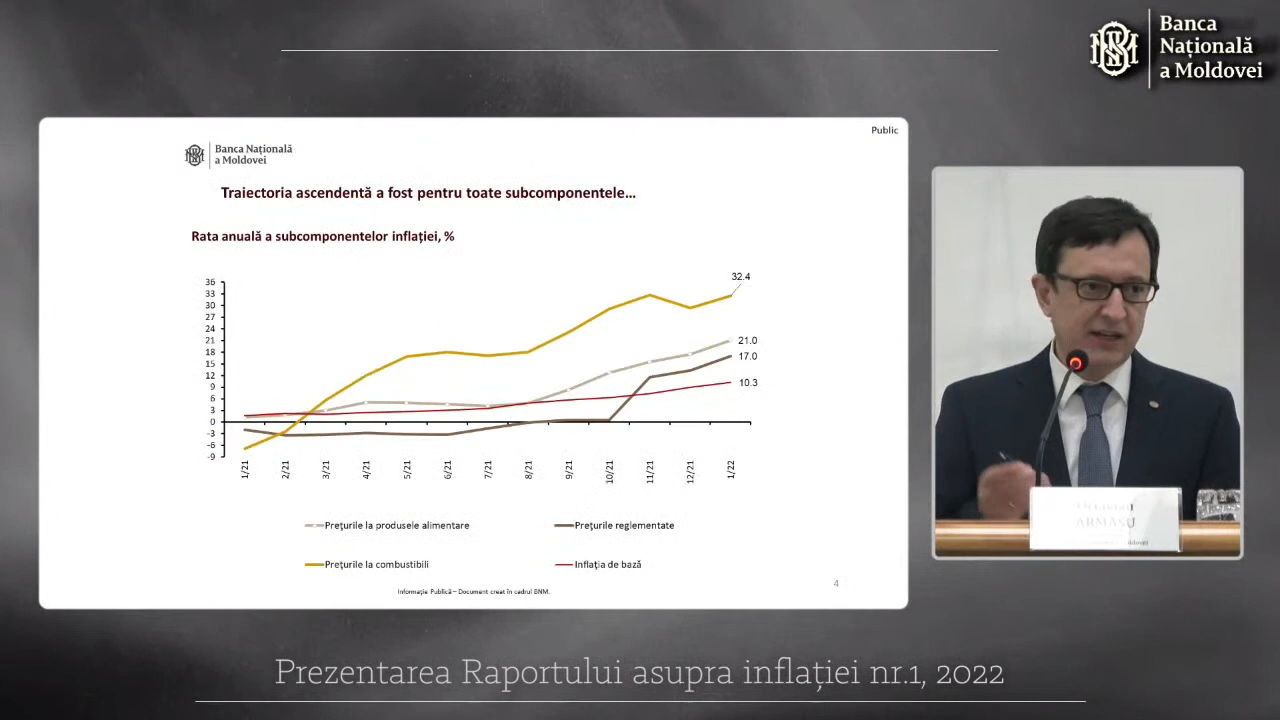 Banca
Națională
a Moldovei
Public
Banca Națională
a Moldovei
Traiectoria ascendentă a fost pentru toate subcomponentele...
Rata anuală a subcomponentelor inflației, %
36
33
30
27
24
21
18
15
12
9
6
3
0
-3
-6
-9
32.4
21.0
17.0
10.3
1/21
2/21
3/21
4/21
5/21
6/21
7/21
8/21
9/21
10/21
11/21
12/21
1/22
Prețurile la produsele alimentare
Prețurile reglementate
Prețurile la combustibili
Inflația de bază
Informație Publică – Document creat în cadrul BNM.
4
ARMAȘU
Prezentarea Raportului asupra inflației nr.1, 2022